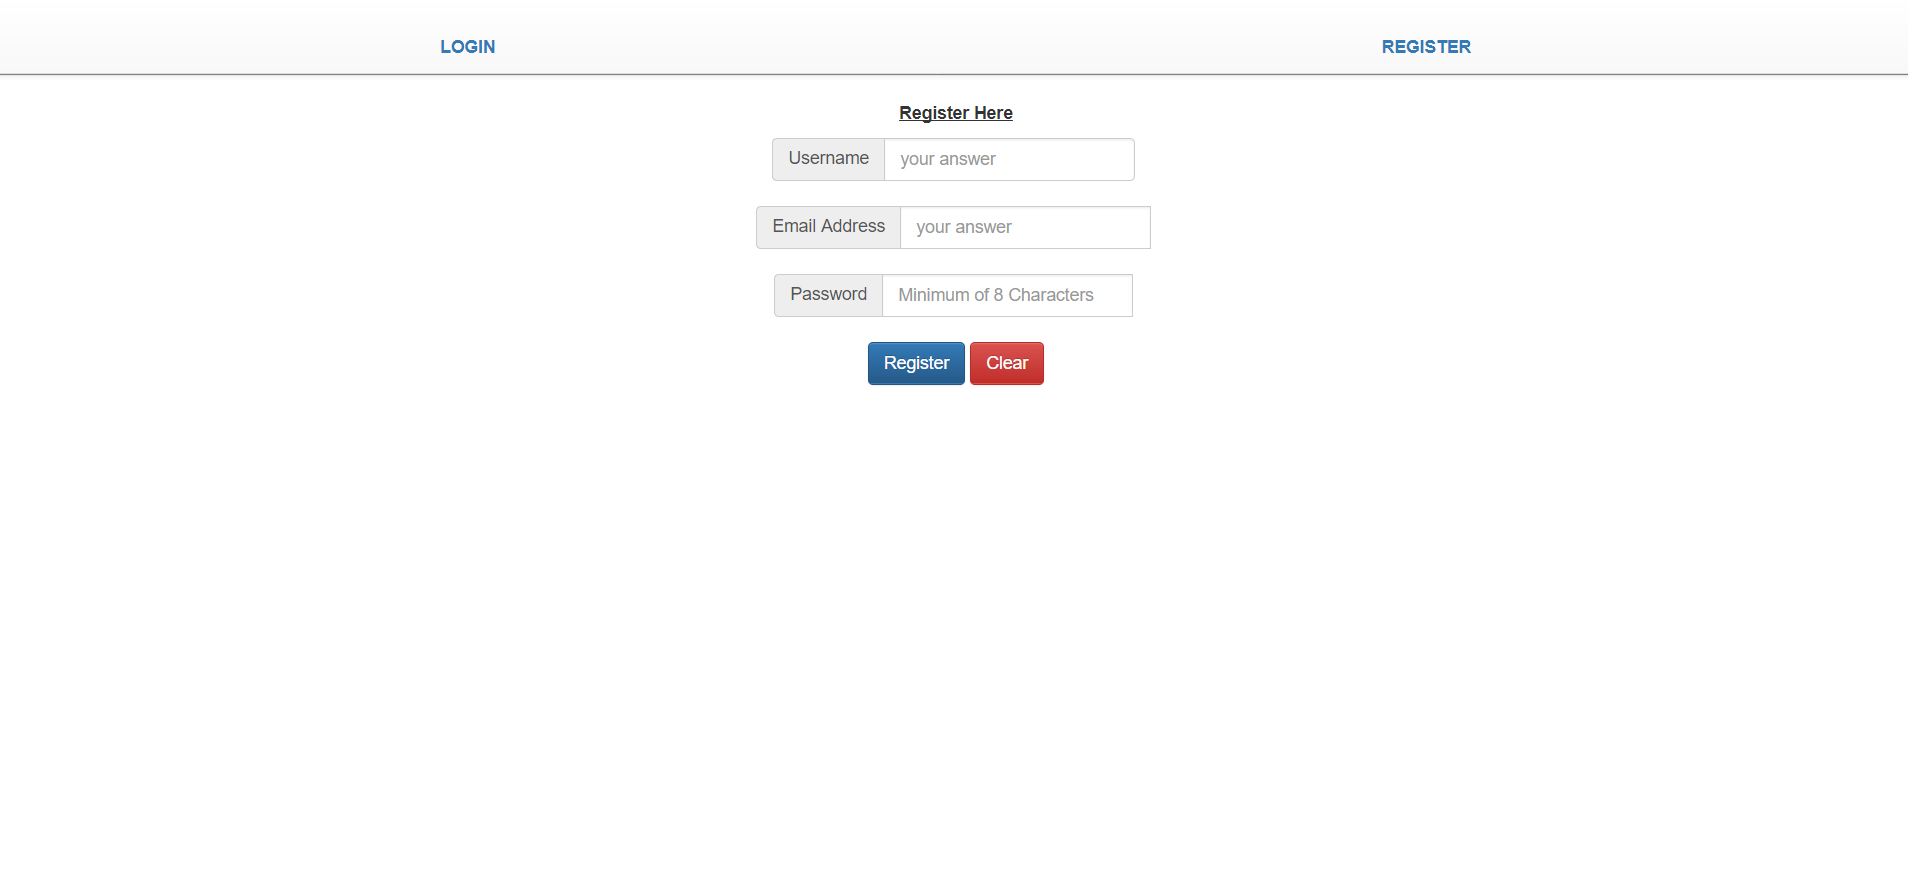 LOGIN REGISTER
Register Here
Username your answer
Email Address your answer
Password Minimum of 8 Characters
Register Clear